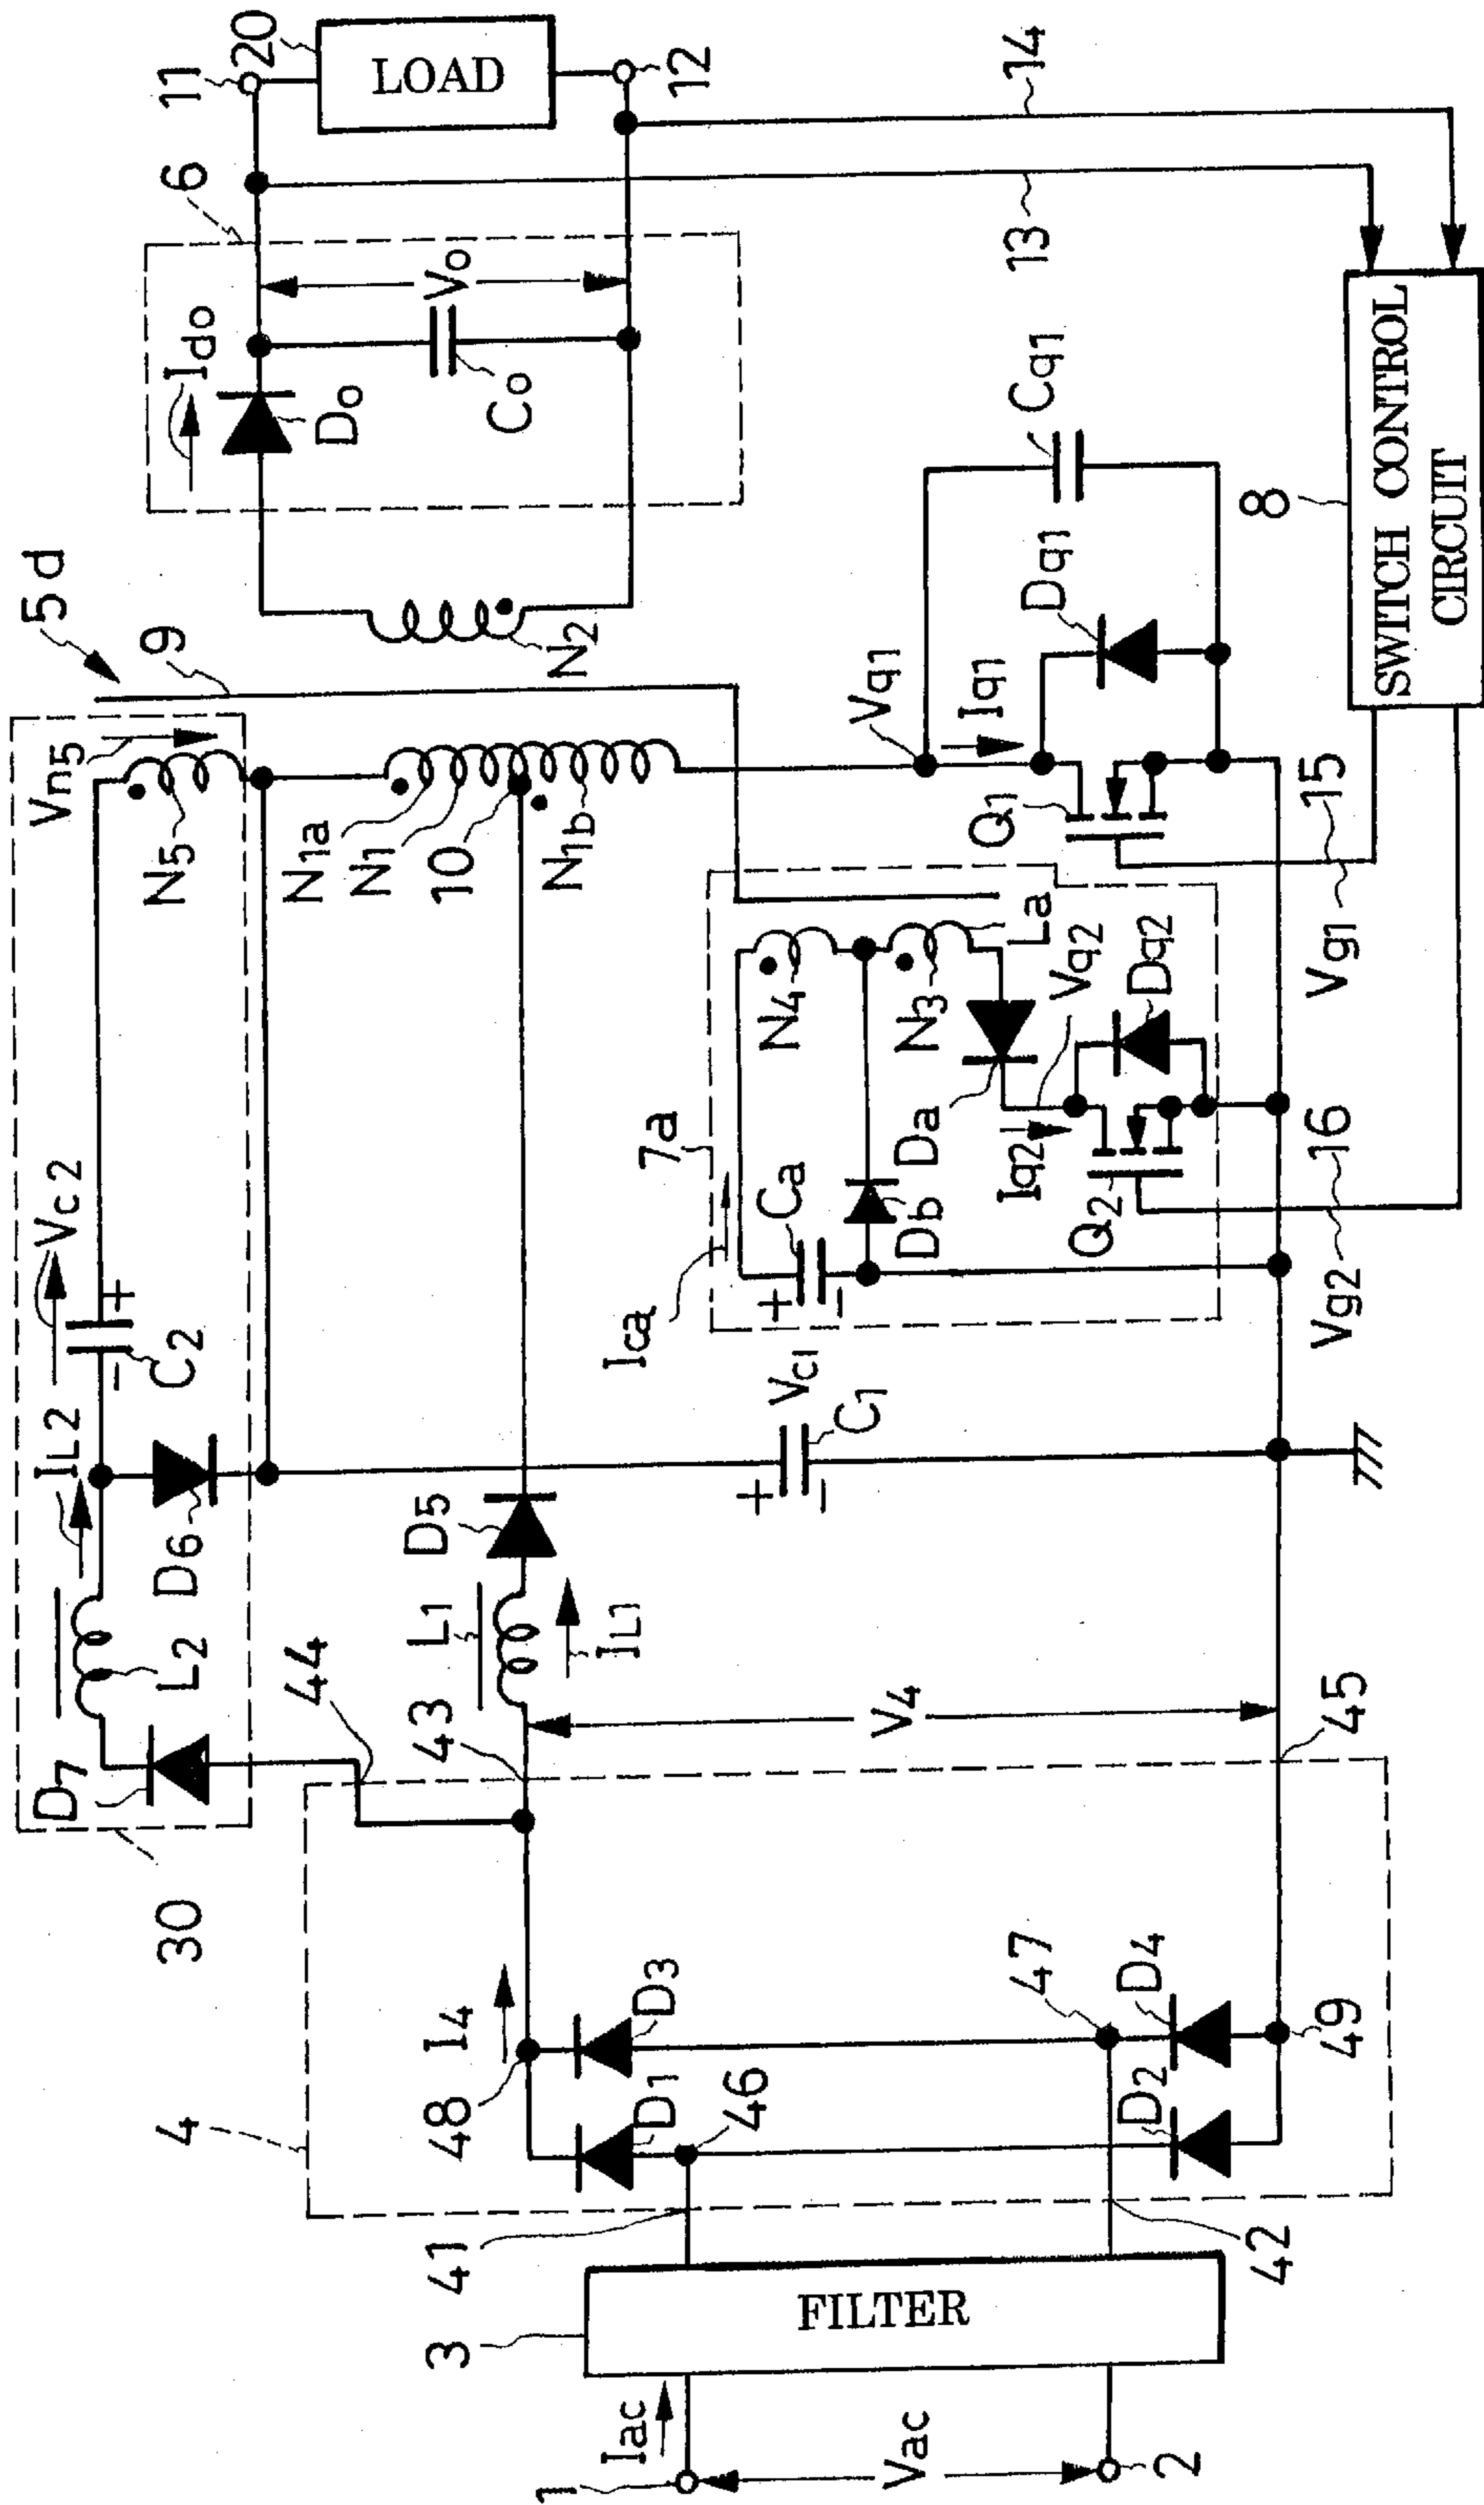 5d
30
D7
L2
IL2
Vc2
C2
D6
Vn5
N5
9
6
11
20
LOAD
12
Ido
Do
Vo
Co
N2
44
N1a
N1
10
N1b
4
48
I4
43
L1
IL1
D5
D3
D1
46
47
D4
D2
49
45
V4
Vc1
C1
Ica
7a
Ca
Db
Da
N4
N3
La
Iq2
Vq2
Dq2
Q2
Vq1
Iq1
Q1
Dq1
Cq1
13
14
8
SWITCH CONTROL
CIRCUIT
15
Vg1
16
Vg2
41
42
3
FILTER
Iac
1
Vac
2